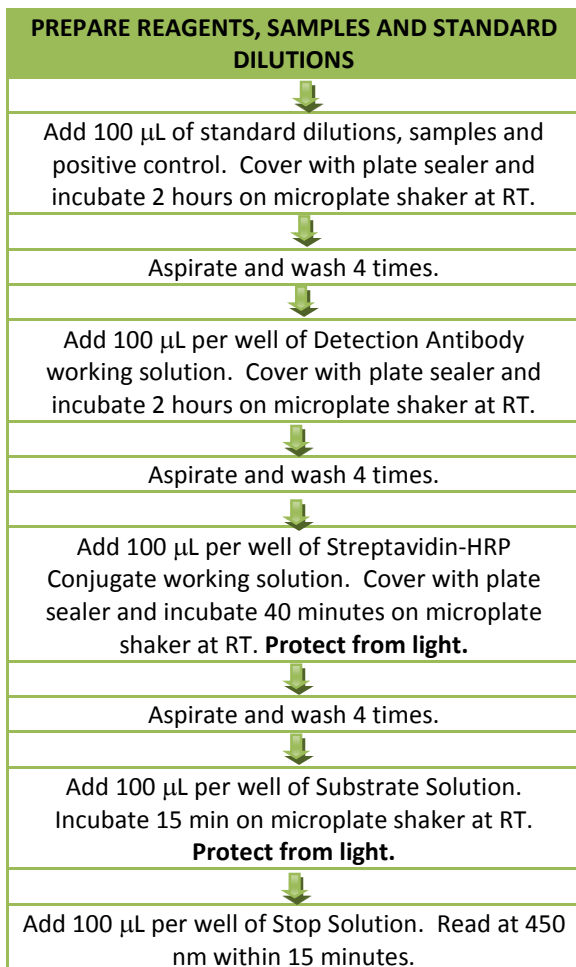 PREPARE REAGENTS, SAMPLES AND STANDARD
DILUTIONS
Add 100 μL of standard dilutions, samples and
positive control.  Cover with plate sealer and
incubate 2 hours on microplate shaker at RT.
Aspirate and wash 4 times.
Add 100 μL per well of Detection Antibody
working solution.  Cover with plate sealer and
incubate 2 hours on microplate shaker at RT.
Aspirate and wash 4 times.
Add 100 μL per well of Streptavidin-HRP
Conjugate working solution.  Cover with plate
sealer and incubate 40 minutes on microplate
shaker at RT. Protect from light.
Aspirate and wash 4 times.
Add 100 μL per well of Substrate Solution.
Incubate 15 min on microplate shaker at RT.
Protect from light.
Add 100 μL per well of Stop Solution.  Read at 450
nm within 15 minutes.